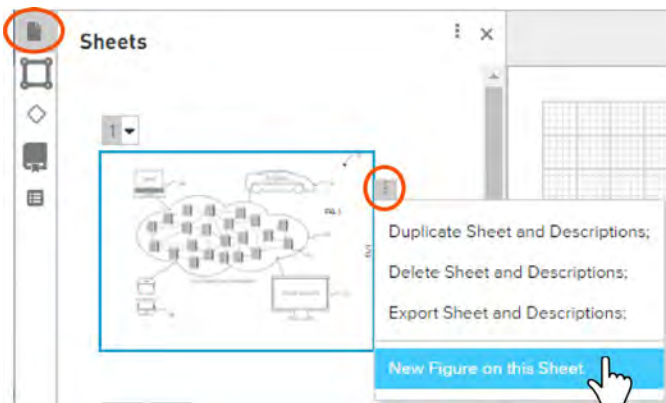 Sheets
1
Duplicate Sheet and Descriptions;
Delete Sheet and Descriptions;
Export Sheet and Descriptions;
New Figure on this Sheet